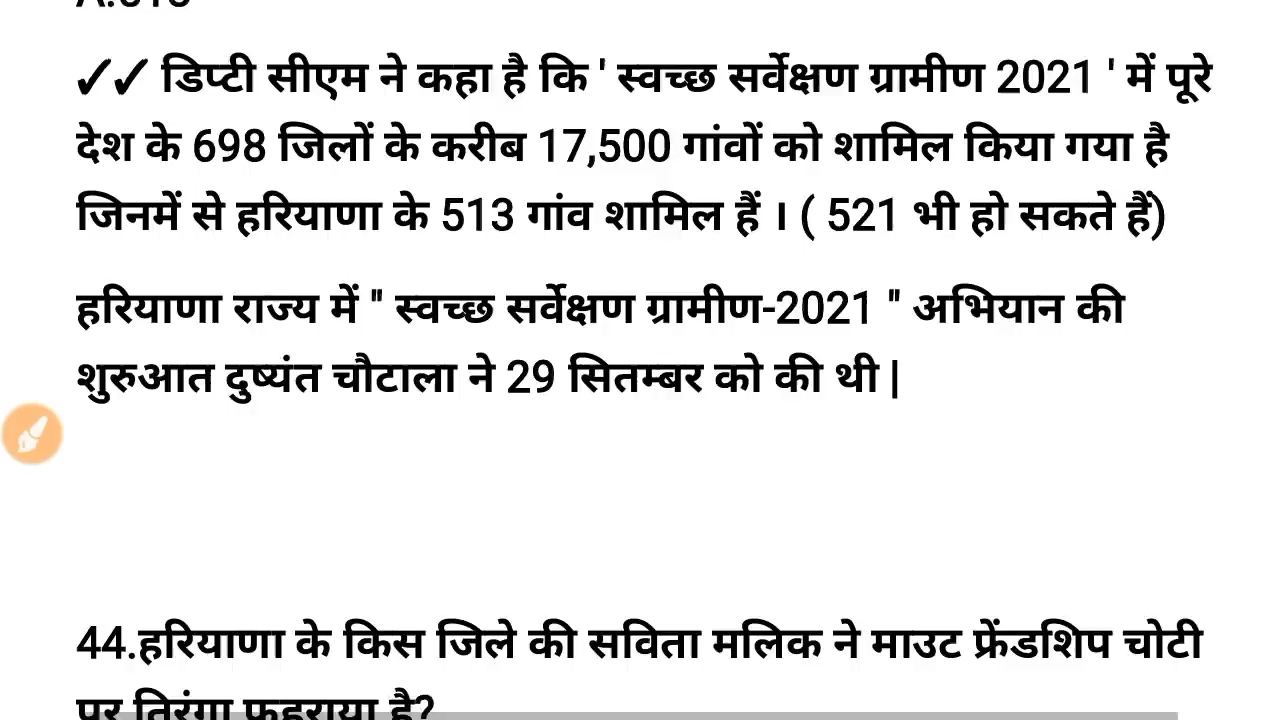 ✓✓ डिप्टी सीएम ने कहा है कि ' स्वच्छ सर्वेक्षण ग्रामीण 2021 ' में पूरे
देश के 698 जिलों के करीब 17,500 गांवों को शामिल किया गया है
जिनमें से हरियाणा के 513 गांव शामिल हैं । ( 521 भी हो सकते हैं)
हरियाणा राज्य में " स्वच्छ सर्वेक्षण ग्रामीण-2021 " अभियान की
शुरुआत दुष्यंत चौटाला ने 29 सितम्बर को की थी |
44.हरियाणा के किस जिले की सविता मलिक ने माउट फ्रेंडशिप चोटी
पर तिरंगा फहराया है?